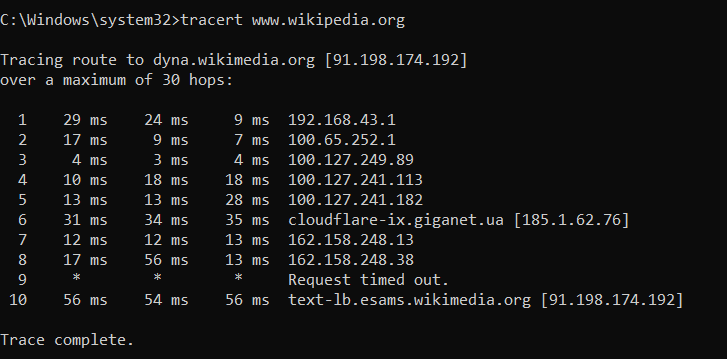 C:\Windows\system32>tracert www.wikipedia.org
Tracing route to dyna.wikimedia.org [91.198.174.192]
over a maximum of 30 hops:
1 29 ms 24 ms 9 ms 192.168.43.1
2 17 ms 9 ms 7 ms 100.65.252.1
3 4 ms 3 ms 4 ms 100.127.249.89
4 10 ms 18 ms 18 ms 100.127.241.113
5 13 ms 13 ms 28 ms 100.127.241.182
6 31 ms 34 ms 35 ms cloudflare-ix.giganet.ua [185.1.62.76]
7 12 ms 12 ms 13 ms 162.158.248.13
8 17 ms 56 ms 13 ms 162.158.248.38
9 * * * Request timed out.
10 56 ms 54 ms 56 ms text-lb.esams.wikimedia.org [91.198.174.192]
Trace complete.